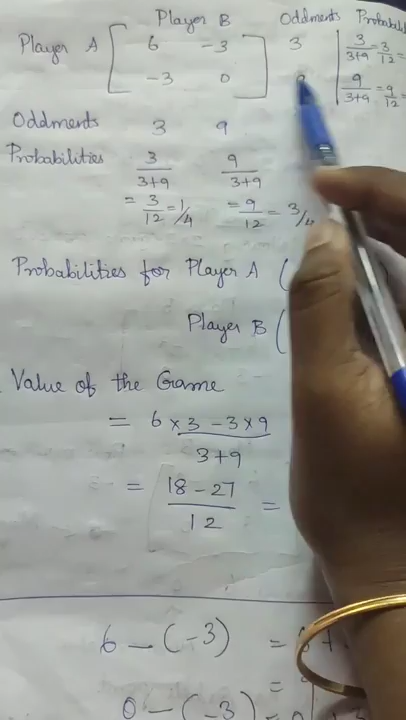 Player B Oddments Probabili
Player A [ 6 -3 ] 3 3/3+9 = 3/12 =
-3 0 9/3+9 = 9/12 =
Oddments 3 9
Probabilities 3/3+9 9/3+9
= 3/12 = 1/4 = 9/12 = 3/4
Probabilities for Player A (
Player B (
Value of the Game
= 6 × 3 - 3 × 9
3+9
= 18 - 27 / 12 =
6 - (-3) =
=
0 - (-3) =